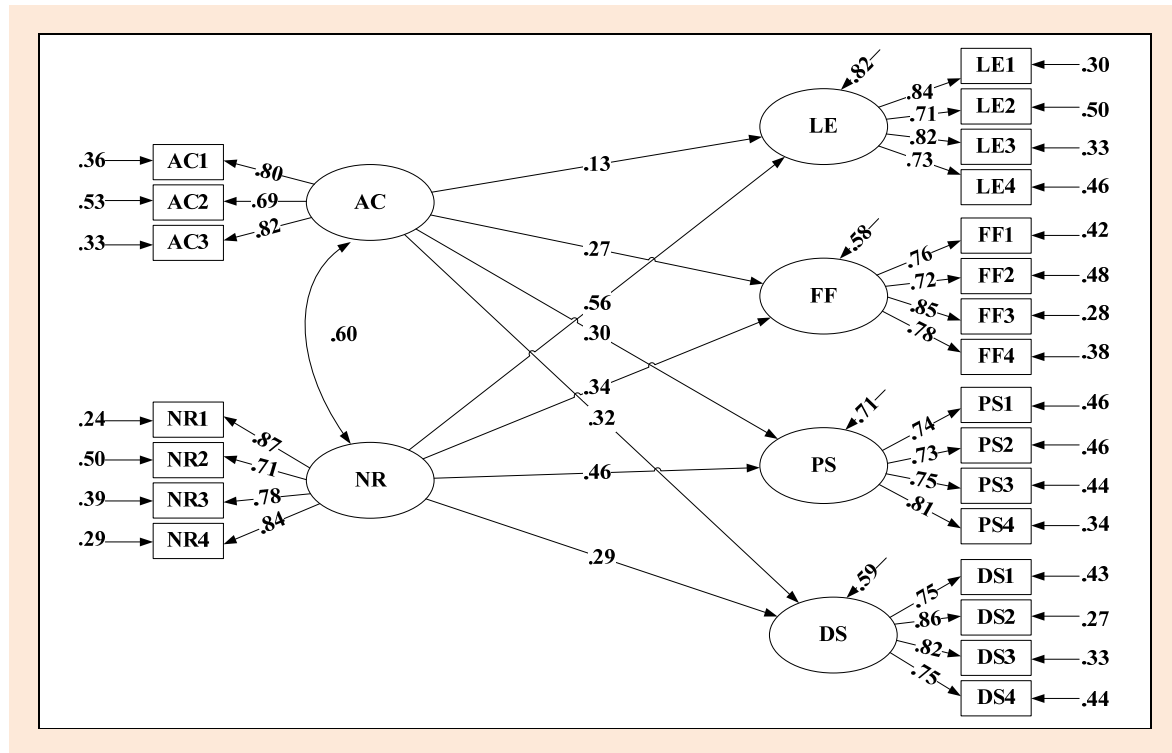 .36 AC1 .80
.53 AC2 .69
.33 AC3 .82
AC
.60
.24 NR1 .87
.50 NR2 .71
.39 NR3 .78
.29 NR4 .84
NR
.13
.27
.56
.30
.34
.32
.46
.29
.82
LE
.84 LE1 .30
.71 LE2 .50
.82 LE3 .33
.73 LE4 .46
.58
FF
.76 FF1 .42
.72 FF2 .48
.85 FF3 .28
.78 FF4 .38
.71
PS
.74 PS1 .46
.73 PS2 .46
.75 PS3 .44
.81 PS4 .34
.59
DS
.75 DS1 .43
.86 DS2 .27
.82 DS3 .33
.75 DS4 .44